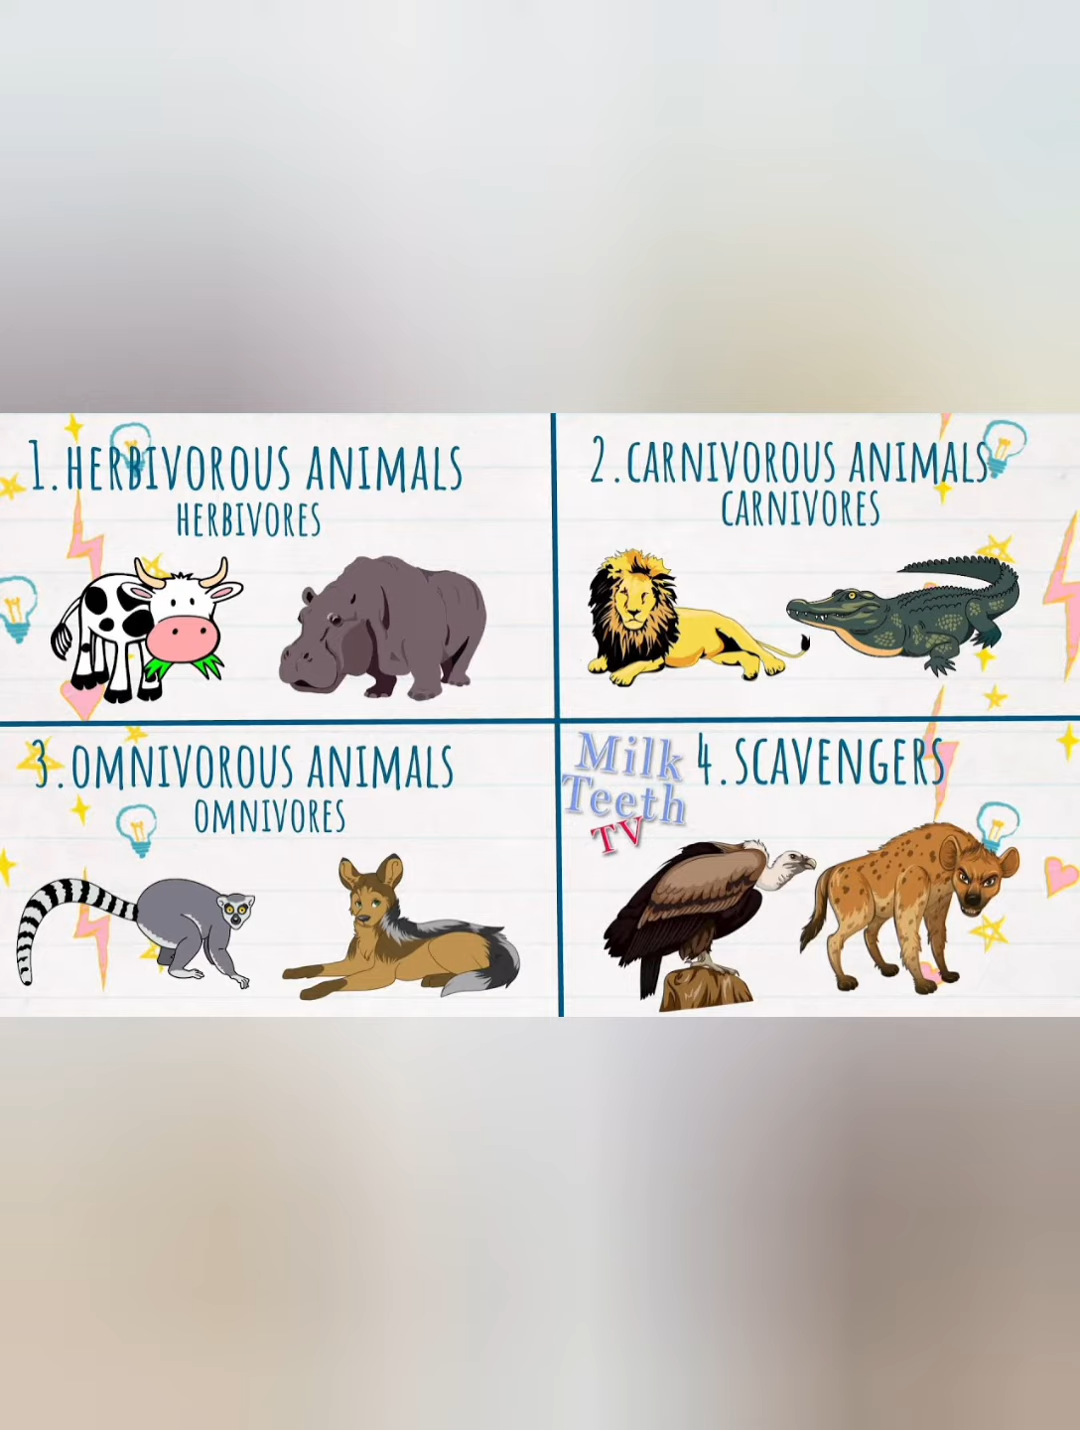 1. HERBIVOROUS ANIMALS
HERBIVORES
2. CARNIVOROUS ANIMALS
CARNIVORES
3. OMNIVOROUS ANIMALS
OMNIVORES
Milk
Teeth
TV
4. SCAVENGERS